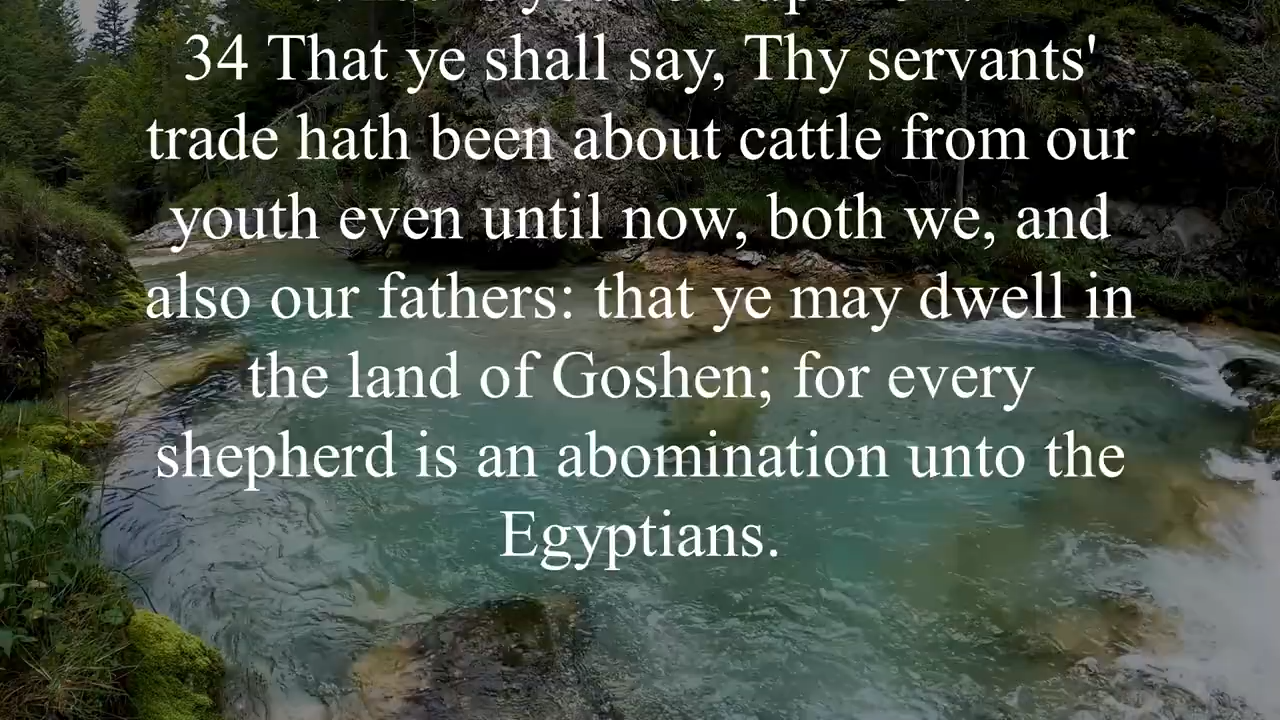 34 That ye shall say, Thy servants'
trade hath been about cattle from our
youth even until now, both we, and
also our fathers: that ye may dwell in
the land of Goshen; for every
shepherd is an abomination unto the
Egyptians.